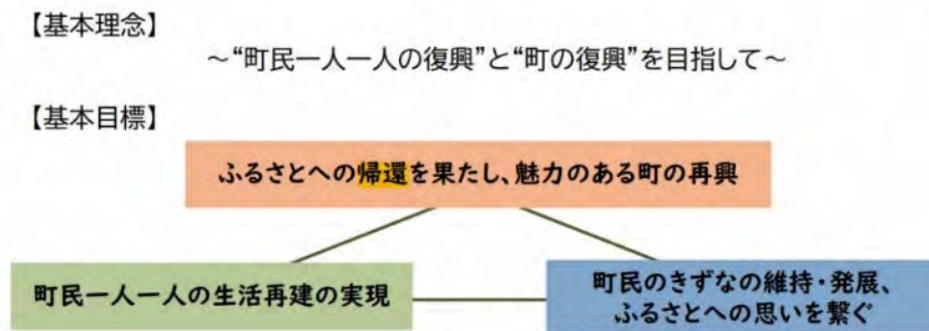 【基本理念】
～“町民一人一人の復興”と“町の復興”を目指して～
【基本目標】
ふるさとへの帰還を果たし、魅力のある町の再興
町民一人一人の生活再建の実現
町民のきずなの維持・発展、
ふるさとへの思いを繋ぐ